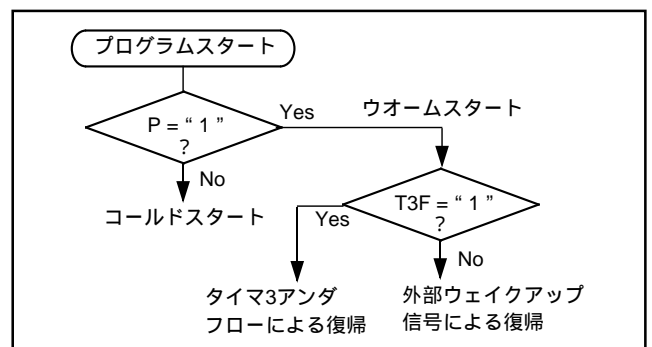 プログラムスタート
P = “ 1 ”
?
Yes
ウオームスタート
No
コールドスタート
T3F = “ 1 ”
?
Yes
No
タイマ3アンダ
フローによる復帰
外部ウェイクアップ
信号による復帰